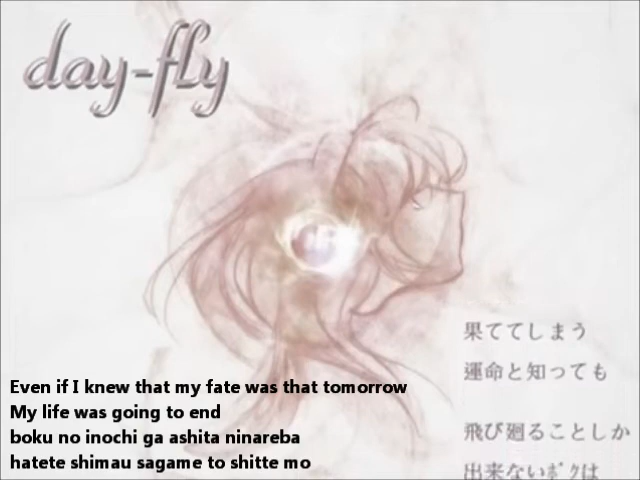 day-fly
果ててしまう
運命と知っても
飛び廻ることしか
出来ないボクは
Even if I knew that my fate was that tomorrow
My life was going to end
boku no inochi ga ashita ninareba
hatete shimau sagame to shitte mo